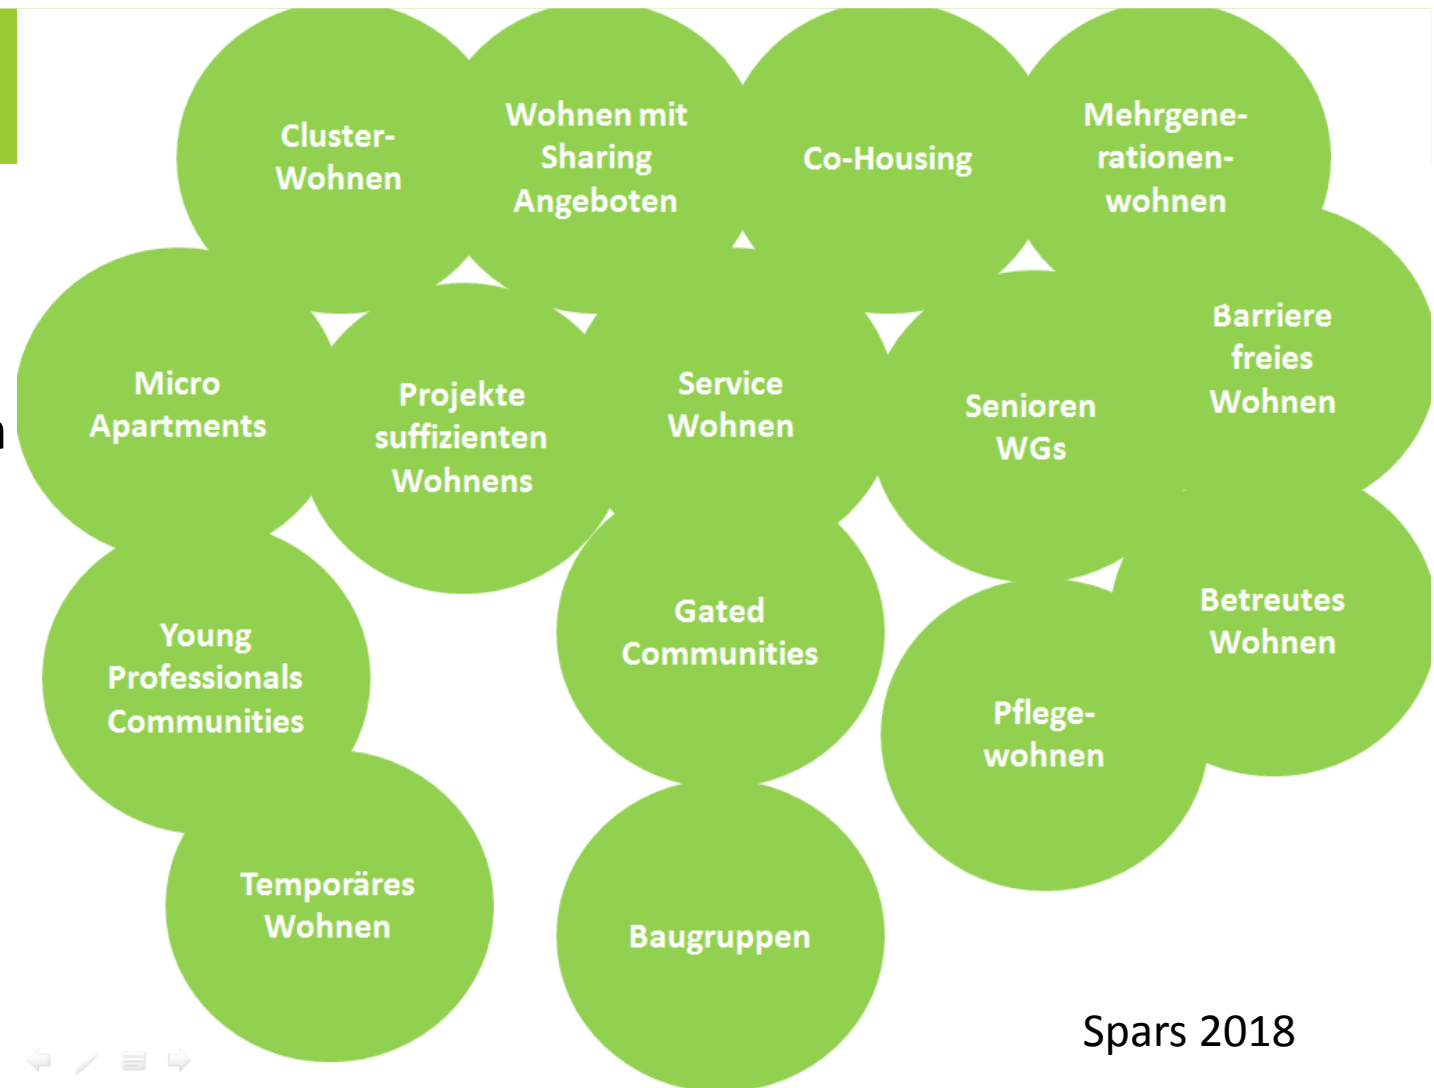 Cluster-
Wohnen
Wohnen mit
Sharing
Angeboten
Co-Housing
Mehrgene-
rationen-
wohnen
Micro
Apartments
Projekte
suffizienten
Wohnens
Service
Wohnen
Senioren
WGs
Barriere
freies
Wohnen
Young
Professionals
Communities
Gated
Communities
Pflege-
wohnen
Betreutes
Wohnen
Temporäres
Wohnen
Baugruppen
Spars 2018